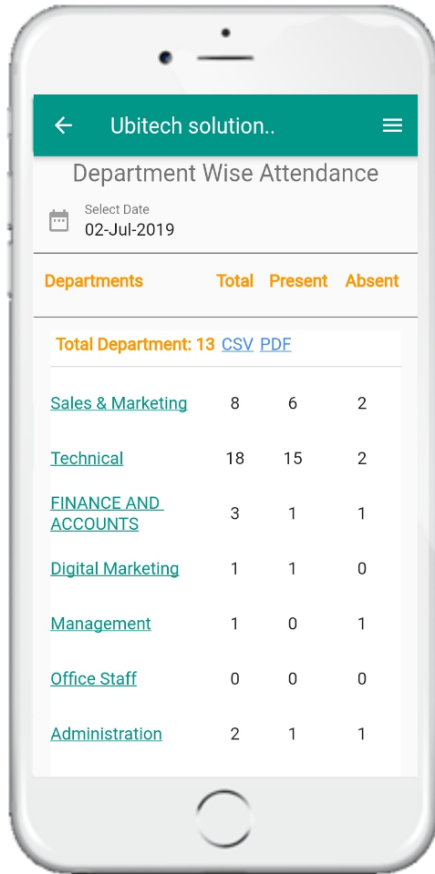 Ubitech solution..
Department Wise Attendance
Select Date
02-Jul-2019
Departments Total Present Absent
Total Department: 13 CSV PDF
Sales & Marketing 8 6 2
Technical 18 15 2
FINANCE AND
ACCOUNTS 3 1 1
Digital Marketing 1 1 0
Management 1 0 1
Office Staff 0 0 0
Administration 2 1 1